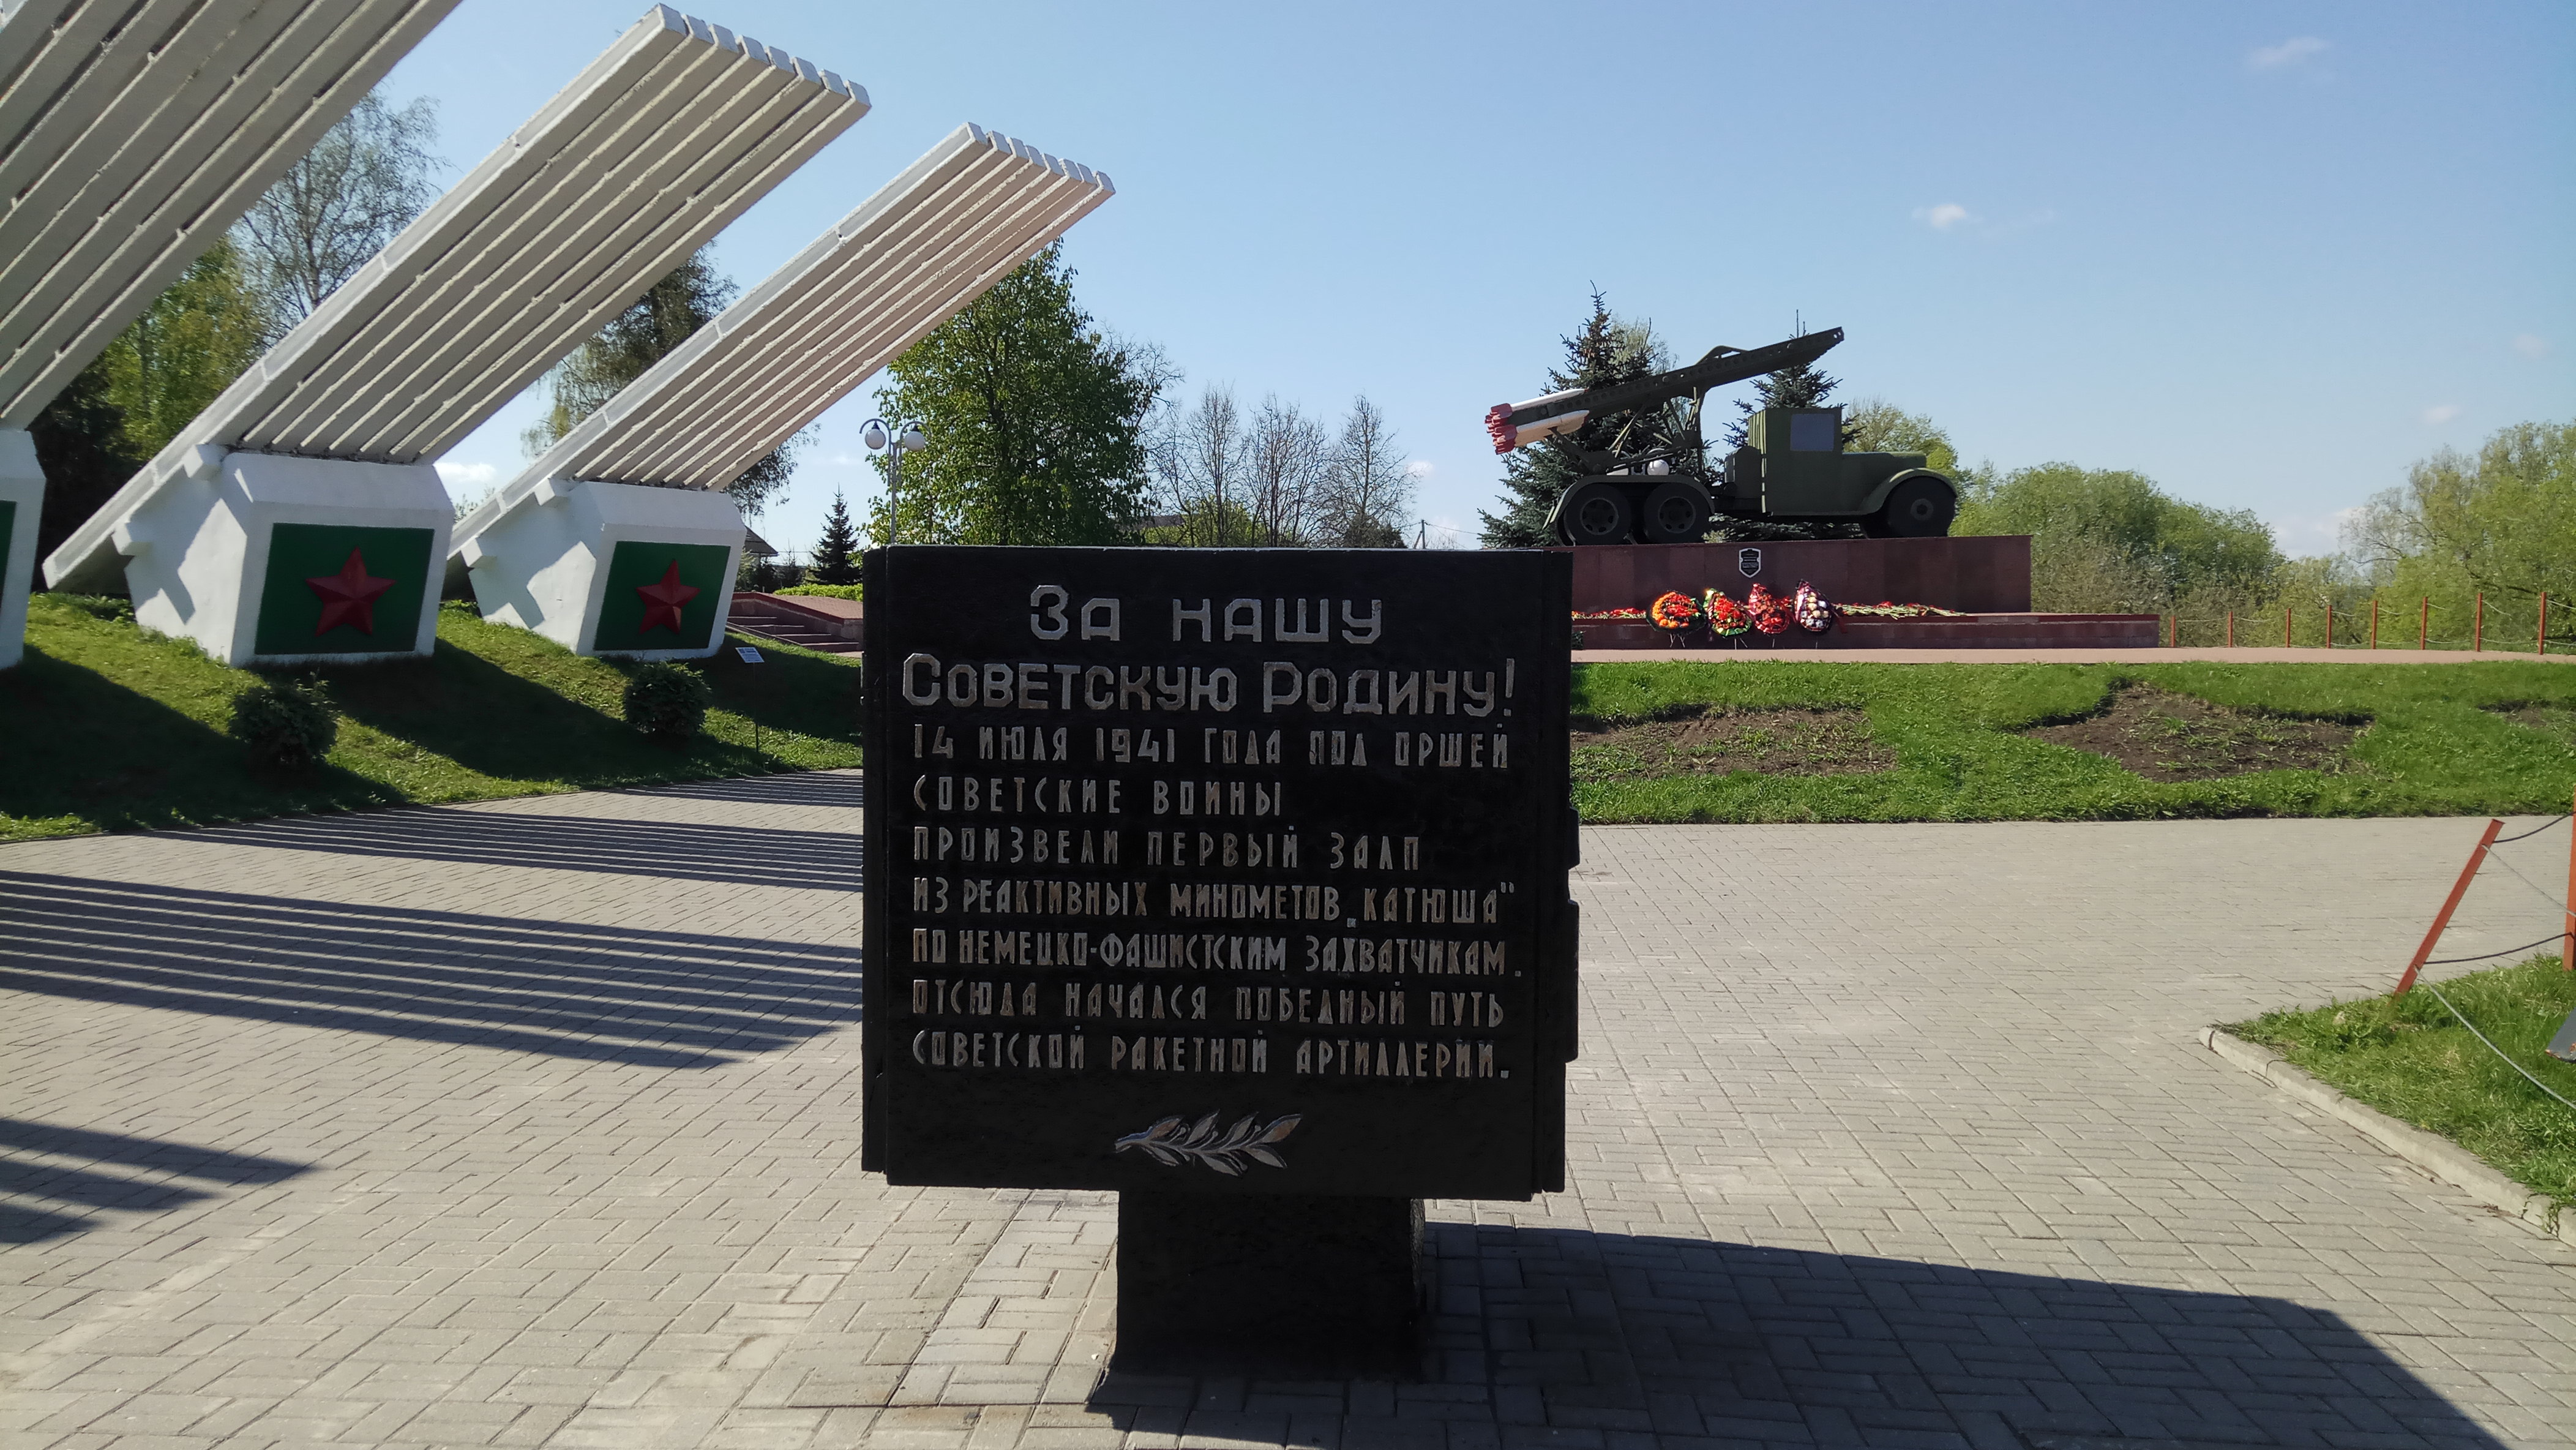 За нашу
Советскую Родину!
14 июля 1941 года под Оршей
советские воины
произвели первый залп
из реактивных минометов „Катюша"
по немецко-фашистским захватчикам.
Отсюда начался победный путь
советской ракетной артиллерии.